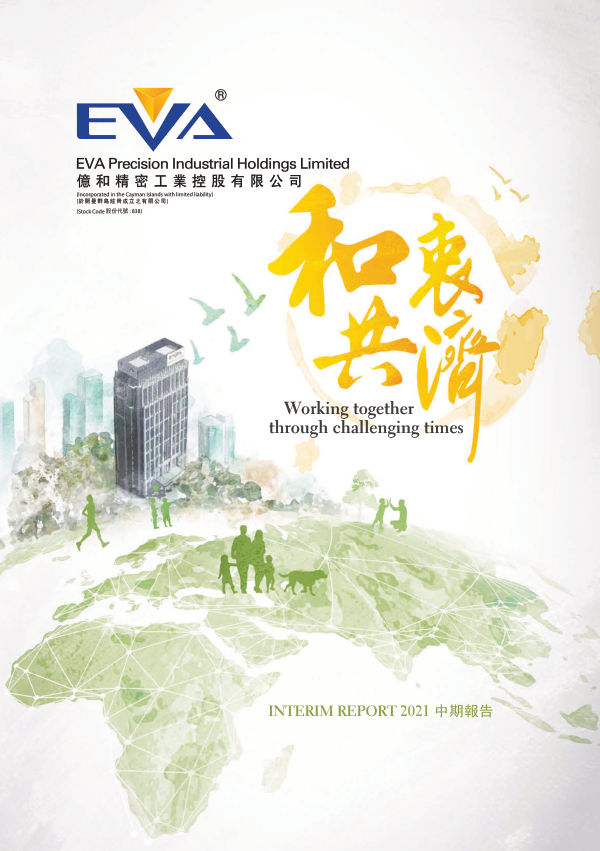 EVA®
EVA Precision Industrial Holdings Limited
億和精密工業控股有限公司
(Incorporated in the Cayman Islands with limited liability)
(於開曼群島註冊成立之有限公司)
(Stock Code 股份代號 : 838)
和衷
共濟
Working together
through challenging times
INTERIM REPORT 2021 中期報告